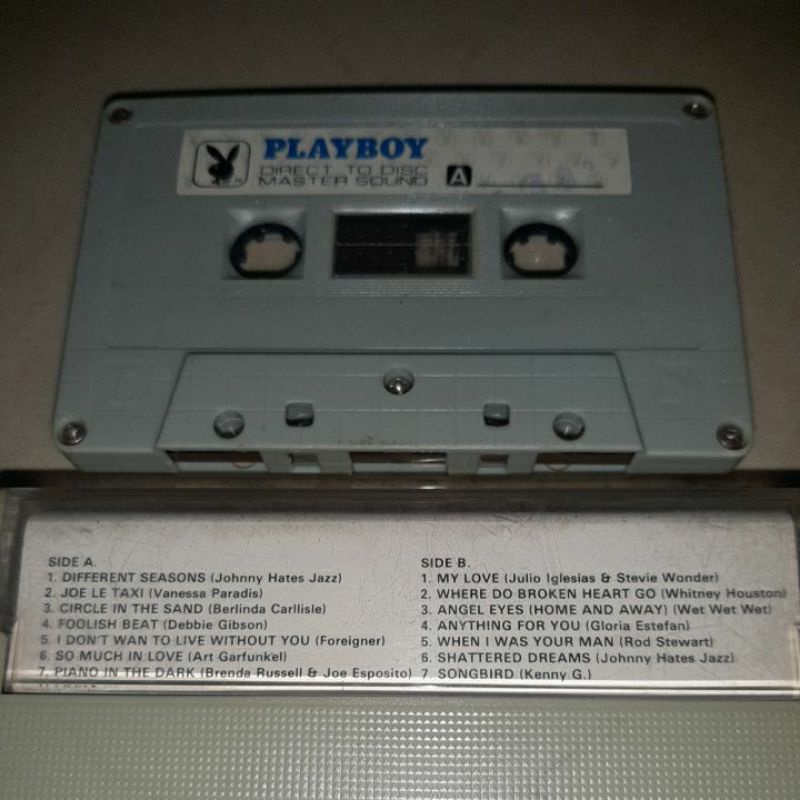 PLAYBOY
DIRECT TO DISC
MASTER SOUND A
SIDE A.
1. DIFFERENT SEASONS (Johnny Hates Jazz)
2. JOE LE TAXI (Vanessa Paradis)
3. CIRCLE IN THE SAND (Berlinda Carllisle)
4. FOOLISH BEAT (Debbie Gibson)
5. I DON'T WAN TO LIVE WITHOUT YOU (Foreigner)
6. SO MUCH IN LOVE (Art Garfunkel)
7. PIANO IN THE DARK (Brenda Russell & Joe Esposito)
SIDE B.
1. MY LOVE (Julio Iglesias & Stevie Wonder)
2. WHERE DO BROKEN HEART GO (Whitney Houston)
3. ANGEL EYES (HOME AND AWAY) (Wet Wet Wet)
4. ANYTHING FOR YOU (Gloria Estefan)
5. WHEN I WAS YOUR MAN (Rod Stewart)
6. SHATTERED DREAMS (Johnny Hates Jazz)
7. SONGBIRD (Kenny G.)